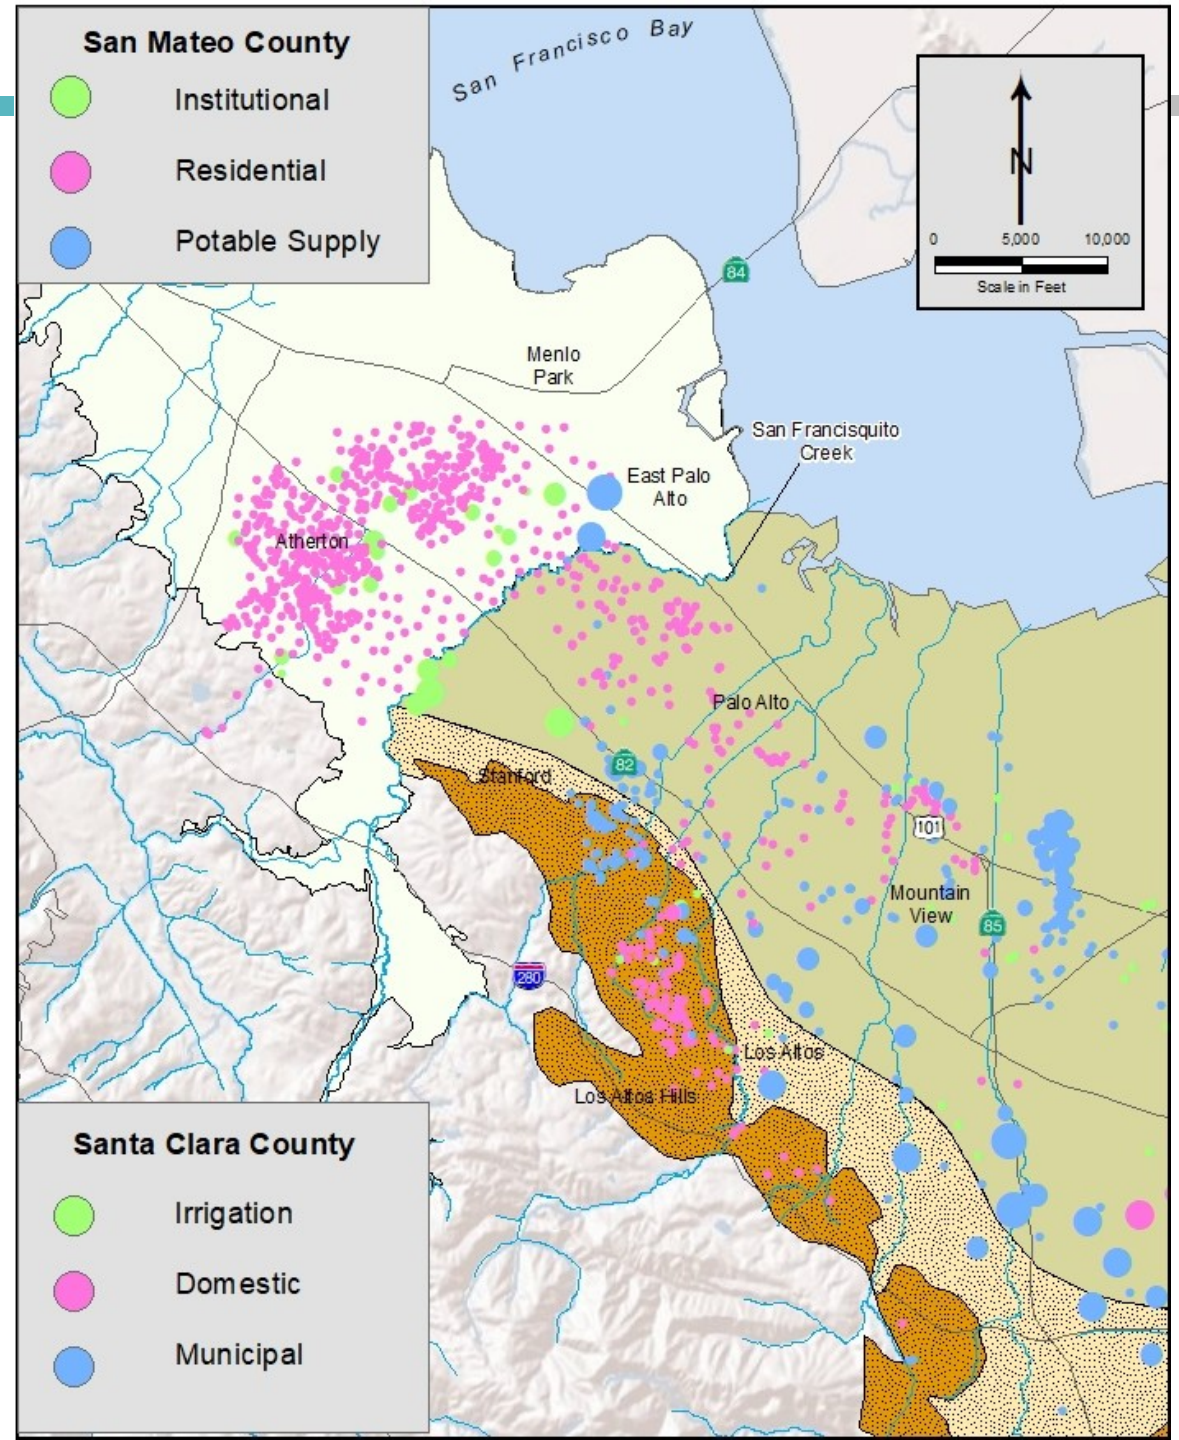 San Mateo County
Institutional
Residential
Potable Supply
San Francisco Bay
N
0 5,000 10,000
Scale in Feet
84
Menlo
Park
San Francisquito
Creek
East Palo
Alto
Atherton
Palo Alto
82
Stanford
101
Mountain
View
85
280
Los Altos
Los Altos Hills
Santa Clara County
Irrigation
Domestic
Municipal